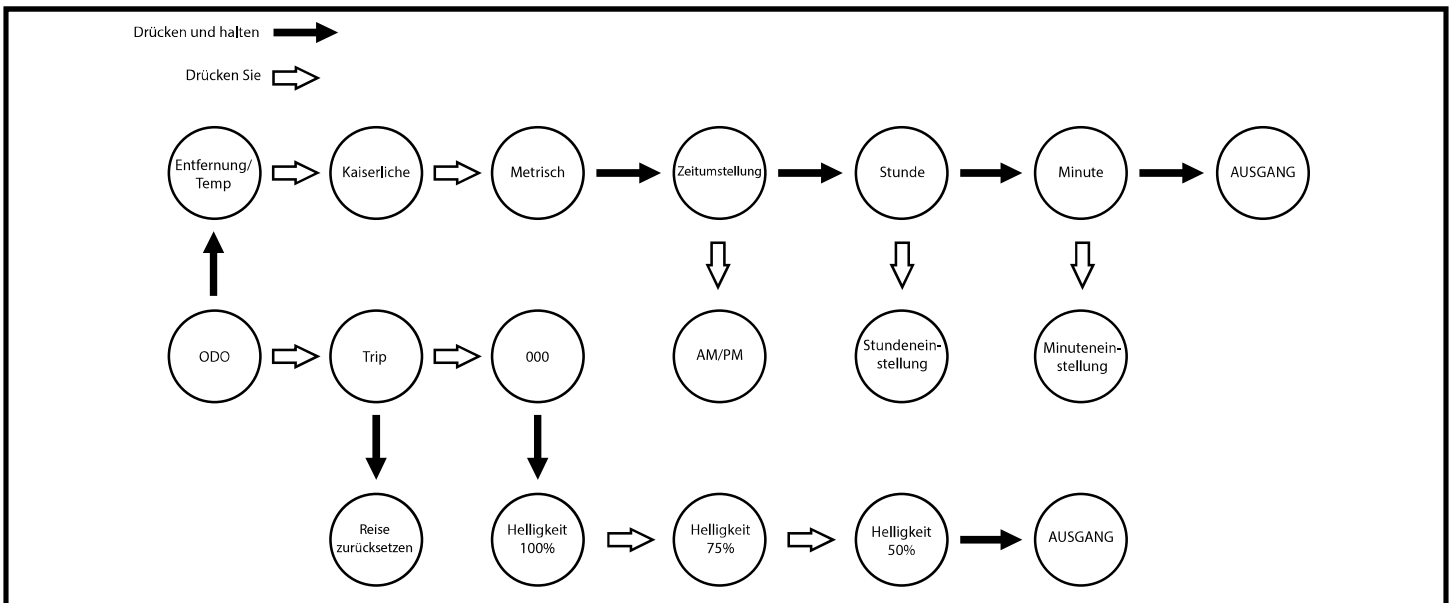 Drücken und halten
Drücken Sie
Entfernung/
Temp
Kaiserliche
Metrisch
Zeitumstellung
Stunde
Minute
AUSGANG
ODO
Trip
000
AM/PM
Stundenein-
stellung
Minutenein-
stellung
Reise
zurücksetzen
Helligkeit
100%
Helligkeit
75%
Helligkeit
50%
AUSGANG